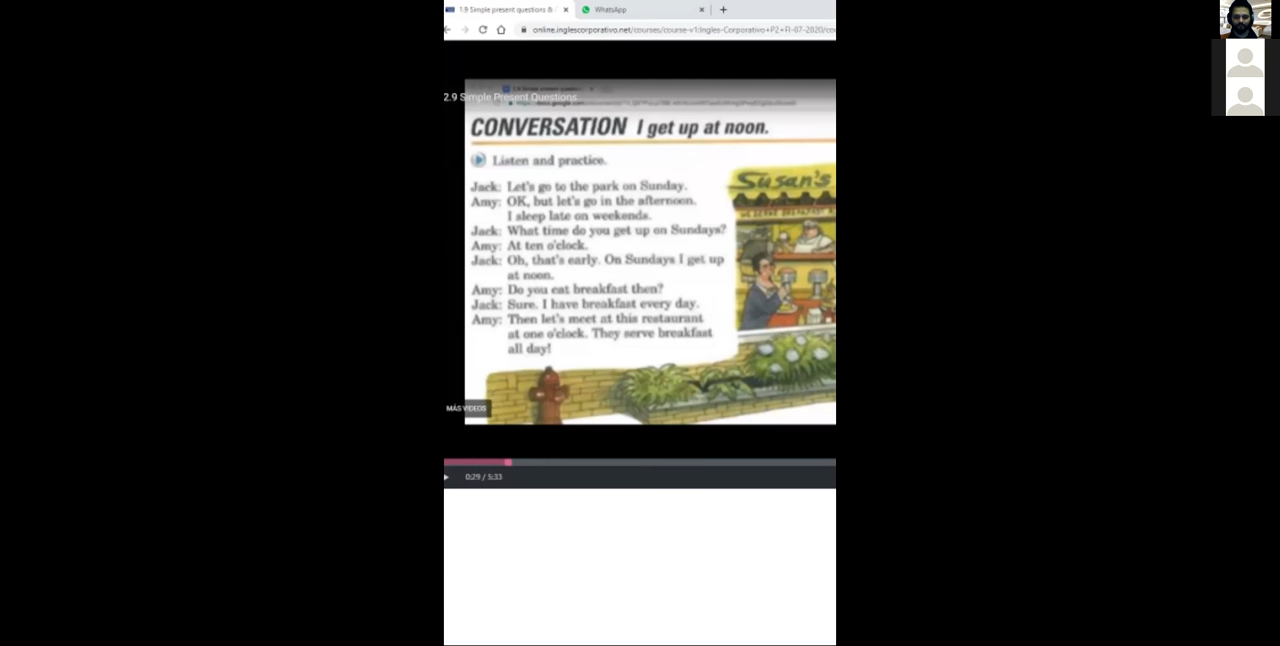 1.9 Simple present questions &
WhatsApp
online.inglescorporativo.net/courses/course-v1:Ingles-Corporativo+P2+FI-07-2020/cou
2.9 Simple Present Questions
CONVERSATION I get up at noon.
Listen and practice.
Jack: Let's go to the park on Sunday.
Amy: OK, but let's go in the afternoon.
I sleep late on weekends.
Jack: What time do you get up on Sundays?
Amy: At ten o'clock.
Jack: Oh, that's early. On Sundays I get up
at noon.
Amy: Do you eat breakfast then?
Jack: Sure. I have breakfast every day.
Amy: Then let's meet at this restaurant
at one o'clock. They serve breakfast
all day!
Susan's
WE SERVE BREAKFAST A
MÁS VIDEOS
0:29 / 5:33